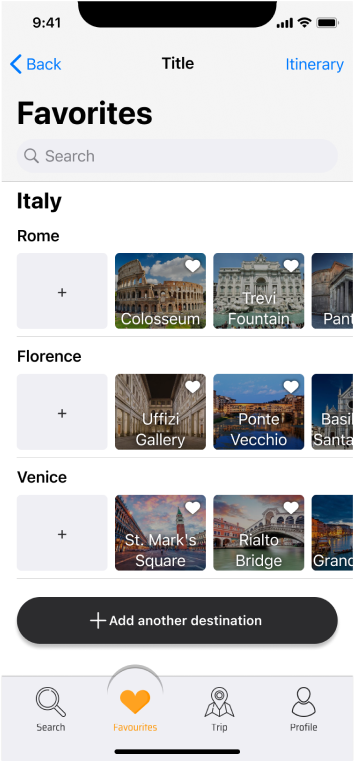 9:41
Back
Title
Itinerary
Favorites
Search
Italy
Rome
+
Colosseum
Trevi
Fountain
Pant
Florence
+
Uffizi
Gallery
Ponte
Vecchio
Basil
Santa
Venice
+
St. Mark's
Square
Rialto
Bridge
Grand
+ Add another destination
Search
Favourites
Trip
Profile